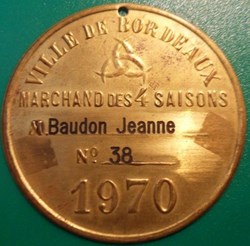 VILLE DE BORDEAUX
MARCHAND DES 4 SAISONS
Baudon Jeanne
No 38
1970